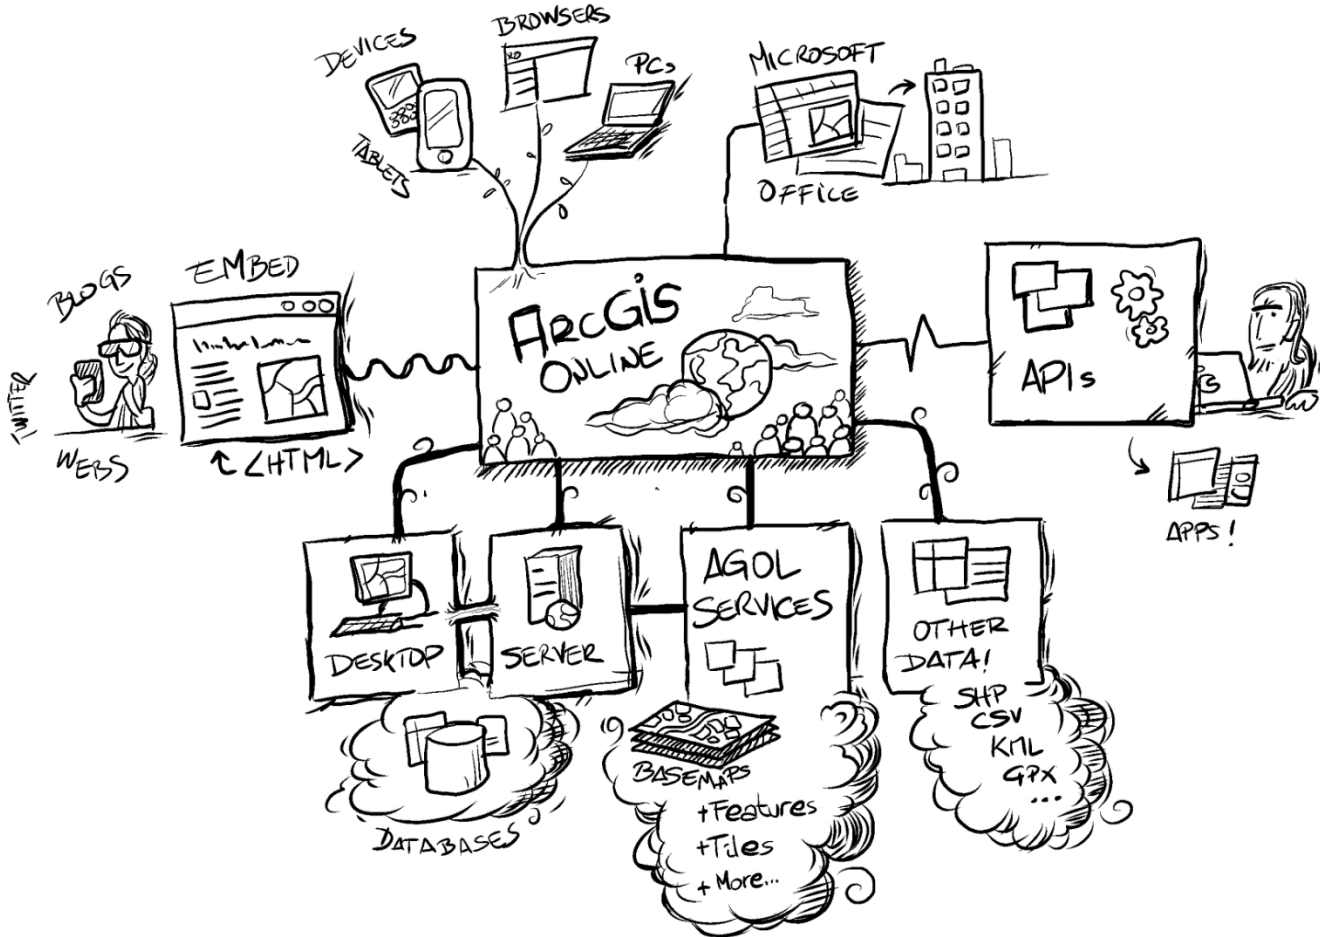 BROWSERS
DEVICES
PCs
TABLETS
MICROSOFT
OFFICE
EMBED
BLOGS
TWITTER
WEBS
<HTML>
ARCGIS
ONLINE
APIs
APPS!
DESKTOP
SERVER
AGOL
SERVICES
OTHER
DATA!
SHP
CSV
KML
GPX
...
DATABASES
BASEMAPS
+Features
+Tiles
+ More...